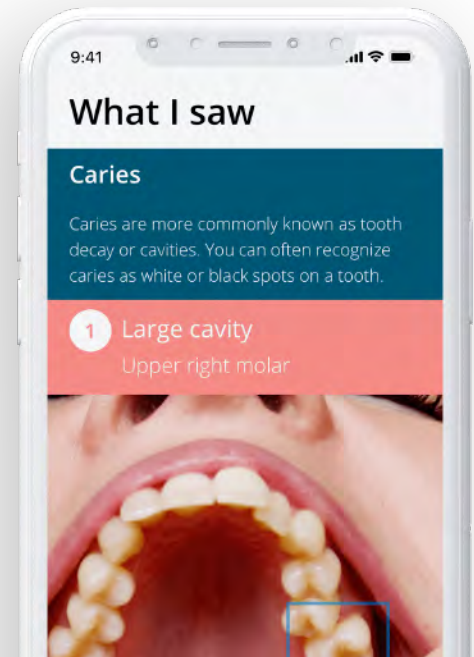 9:41
What I saw
Caries
Caries are more commonly known as tooth
decay or cavities. You can often recognize
caries as white or black spots on a tooth.
1 Large cavity
Upper right molar